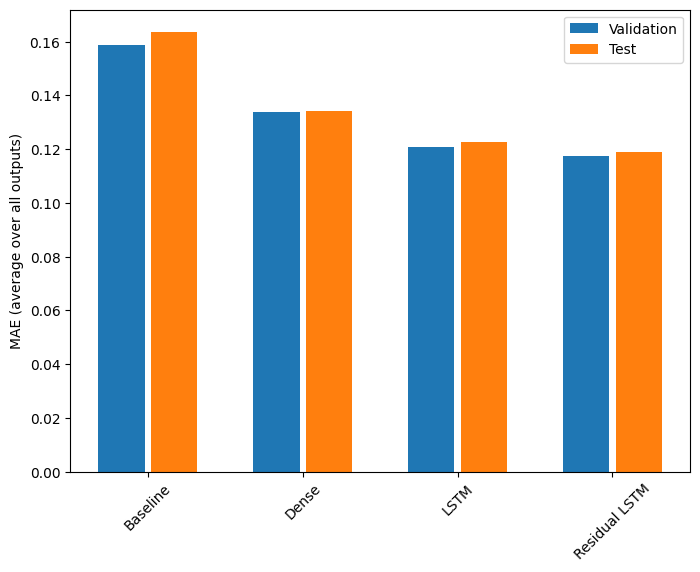 Validation
Test
MAE (average over all outputs)
0.16
0.14
0.12
0.10
0.08
0.06
0.04
0.02
0.00
Baseline
Dense
LSTM
Residual LSTM